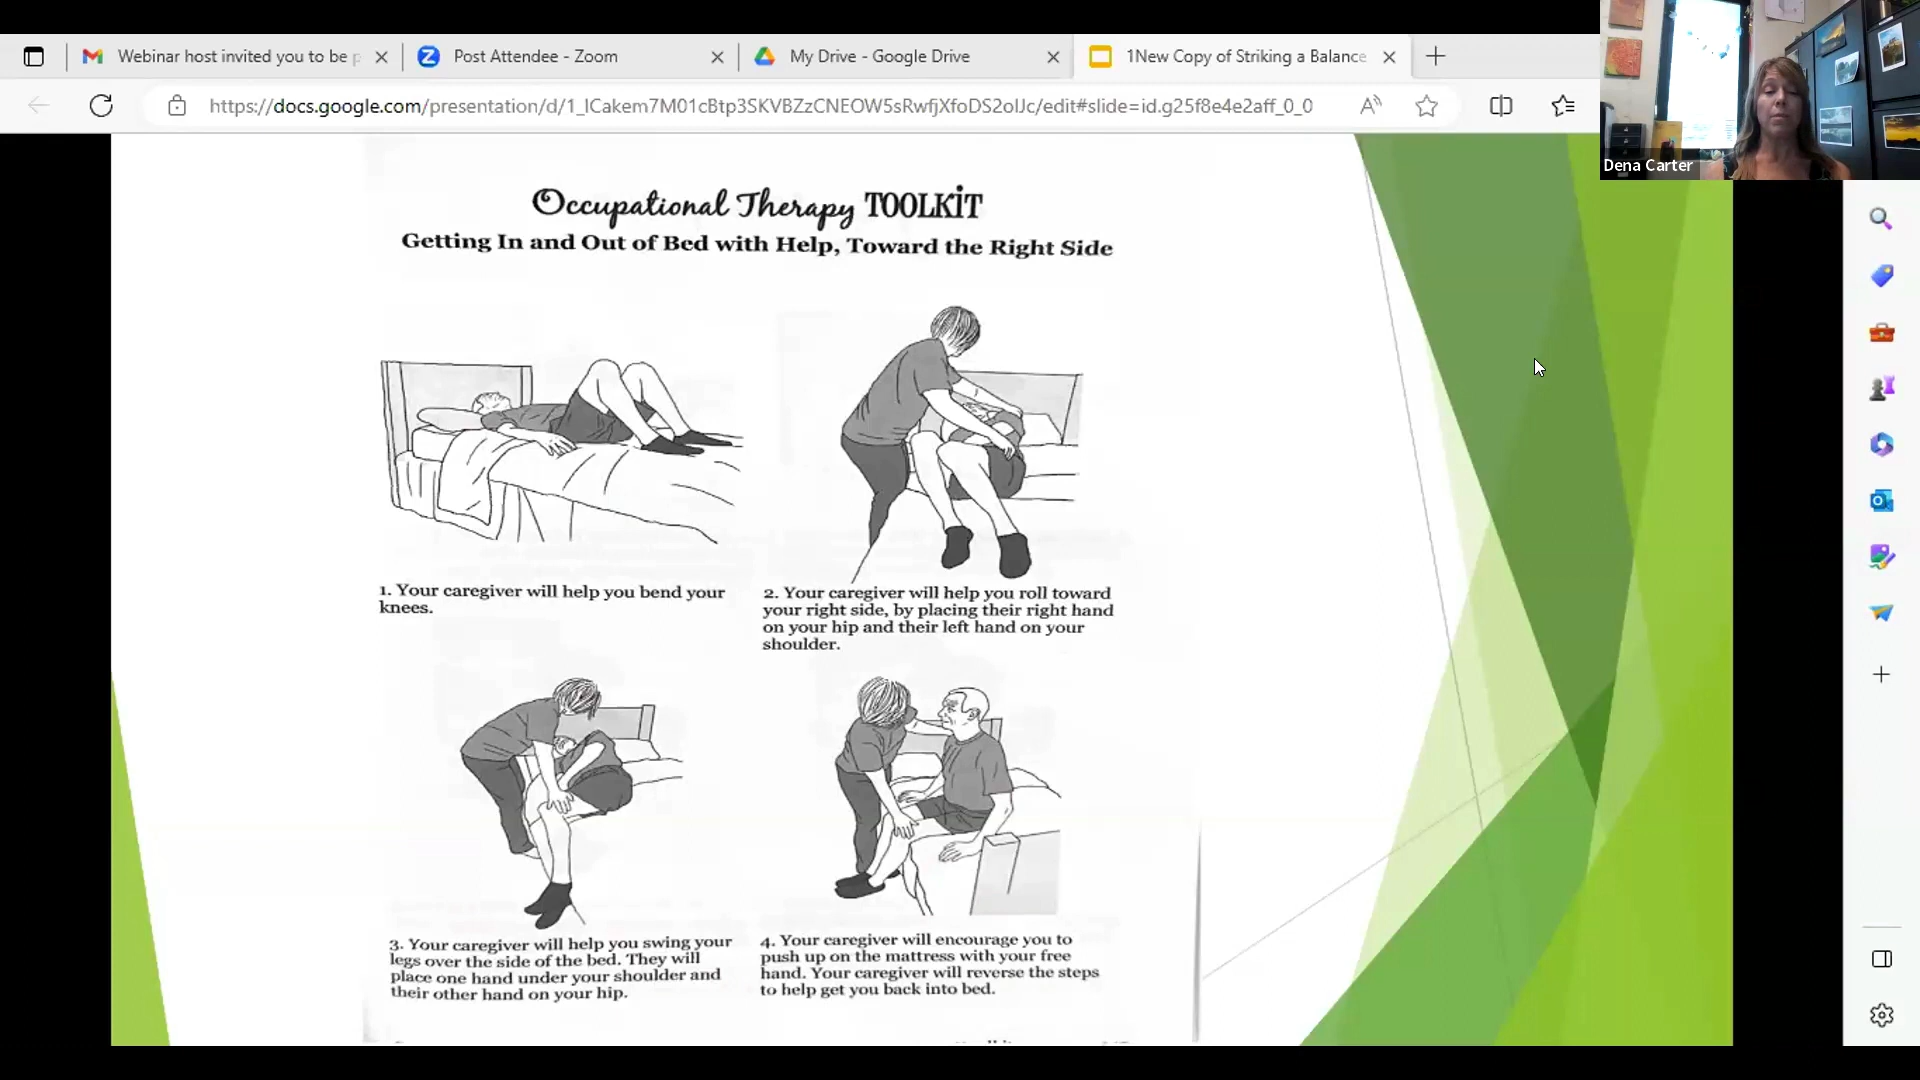 Webinar host invited you to be p
Post Attendee - Zoom
My Drive - Google Drive
1New Copy of Striking a Balance
https://docs.google.com/presentation/d/1_lCakem7M01cBtp3SKVBZzCNEOW5sRwfjXfoDS2oIJc/edit#slide=id.g25f8e4e2aff_0_0
Dena Carter
Occupational Therapy TOOLKIT
Getting In and Out of Bed with Help, Toward the Right Side
1. Your caregiver will help you bend your
knees.
2. Your caregiver will help you roll toward
your right side, by placing their right hand
on your hip and their left hand on your
shoulder.
3. Your caregiver will help you swing your
legs over the side of the bed. They will
place one hand under your shoulder and
their other hand on your hip.
4. Your caregiver will encourage you to
push up on the mattress with your free
hand. Your caregiver will reverse the steps
to help get you back into bed.